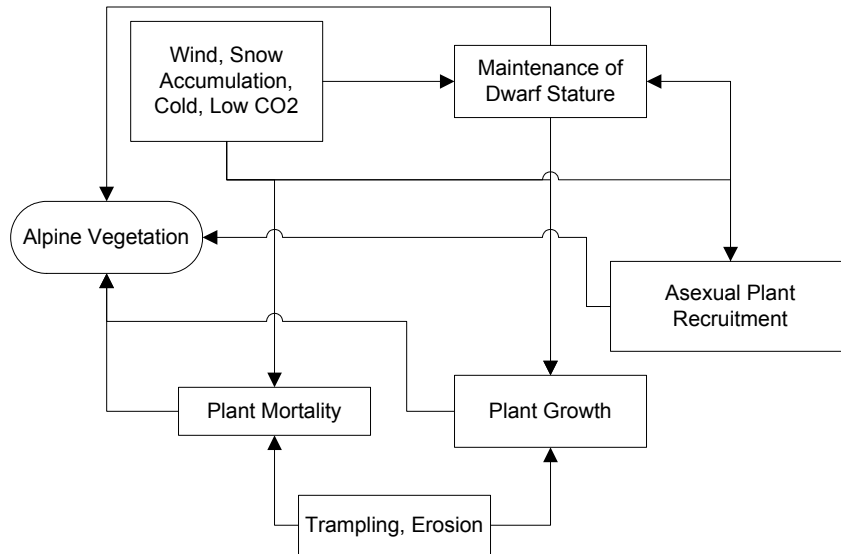 Wind, Snow
Accumulation,
Cold, Low CO2
Maintenance of
Dwarf Stature
Alpine Vegetation
Asexual Plant
Recruitment
Plant Mortality
Plant Growth
Trampling, Erosion